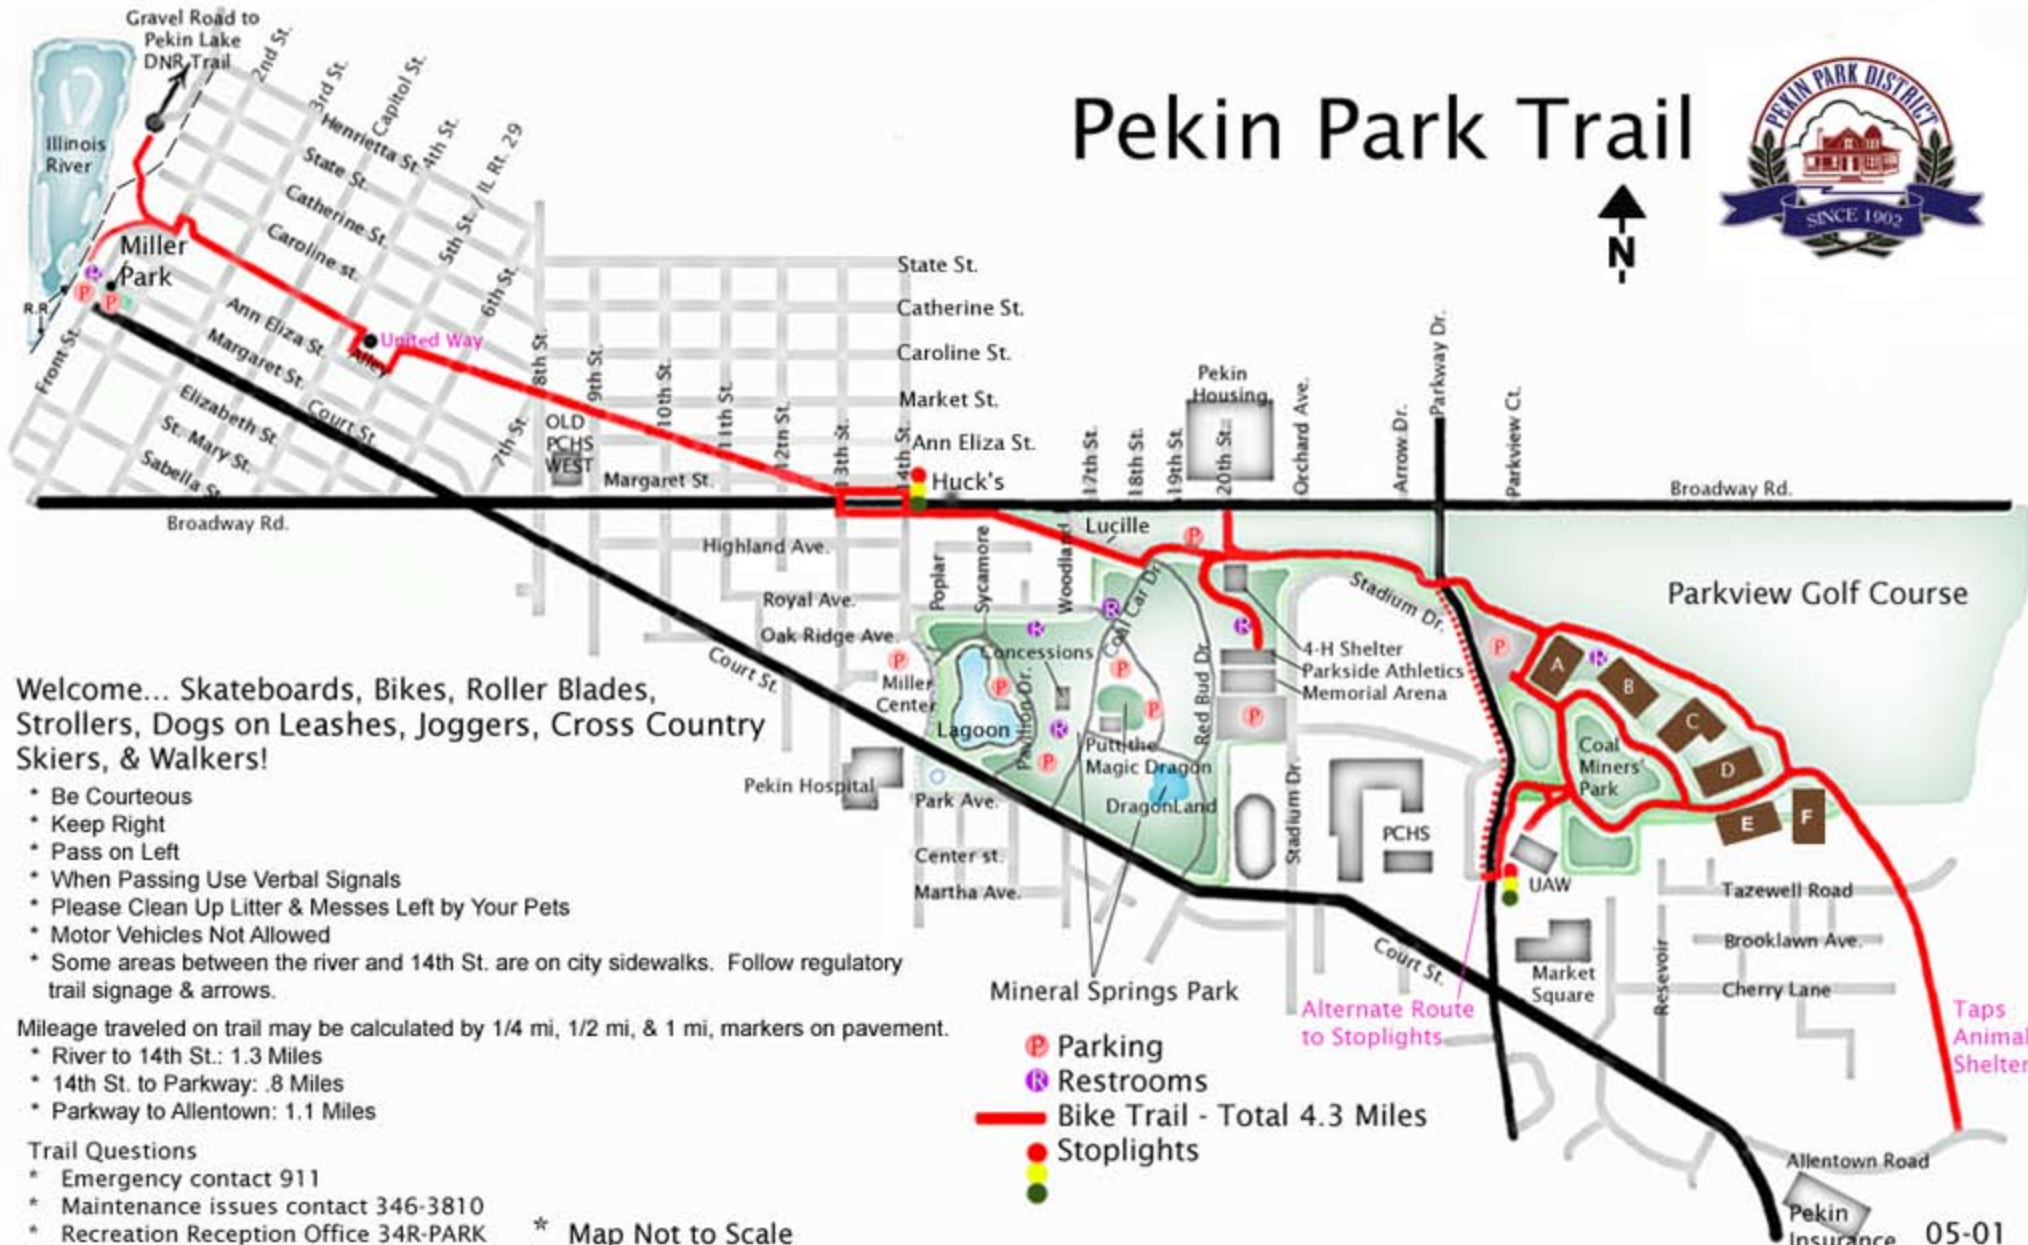 Gravel Road to
Pekin Lake
DNR Trail
2nd St.
3rd St.
Capitol St.
4th St.
5th St. / IL Rt. 29
6th St.
7th St.
Henrietta St.
State St.
Catherine St.
Caroline st.
Illinois
River
Miller
Park
R.R.
Front St.
Ann Eliza St.
Margaret St.
Elizabeth St.
St. Mary St.
Sabella St.
Court St.
United Way
Alley
Pekin Park Trail
N
PEKIN PARK DISTRICT
SINCE 1902
State St.
Catherine St.
Caroline St.
Market St.
Ann Eliza St.
8th St.
9th St.
10th St.
11th St.
12th St.
13th St.
14th St.
OLD
PCHS
WEST
Margaret St.
Huck's
Pekin
Housing
17th St.
18th St.
19th St.
20th St.
Orchard Ave.
Arrow Dr.
Parkway Dr.
Parkview Ct.
Broadway Rd.
Broadway Rd.
Lucille
Highland Ave.
Royal Ave.
Oak Ridge Ave.
Court St.
Poplar
Sycamore
Woodland
Coal Car Dr.
Stadium Dr.
Parkview Golf Course
Concessions
Miller
Center
Lagoon
Pavilion Dr.
Red Bud Dr.
4-H Shelter
Parkside Athletics
Memorial Arena
Putt the
Magic Dragon
DragonLand
Pekin Hospital
Park Ave.
Center st.
Martha Ave.
Stadium Dr.
PCHS
Coal
Miners'
Park
A
B
C
D
E
F
UAW
Tazewell Road
Brooklawn Ave.
Cherry Lane
Resevoir
Market
Square
Court St.
Mineral Springs Park
Alternate Route
to Stoplights
Taps
Animal
Shelter
Allentown Road
Pekin
Insurance
05-01
Welcome... Skateboards, Bikes, Roller Blades,
Strollers, Dogs on Leashes, Joggers, Cross Country
Skiers, & Walkers!
* Be Courteous
* Keep Right
* Pass on Left
* When Passing Use Verbal Signals
* Please Clean Up Litter & Messes Left by Your Pets
* Motor Vehicles Not Allowed
* Some areas between the river and 14th St. are on city sidewalks. Follow regulatory
trail signage & arrows.
Mileage traveled on trail may be calculated by 1/4 mi, 1/2 mi, & 1 mi, markers on pavement.
* River to 14th St.: 1.3 Miles
* 14th St. to Parkway: .8 Miles
* Parkway to Allentown: 1.1 Miles
Trail Questions
* Emergency contact 911
* Maintenance issues contact 346-3810
* Recreation Reception Office 34R-PARK
* Map Not to Scale
P Parking
R Restrooms
Bike Trail - Total 4.3 Miles
Stoplights